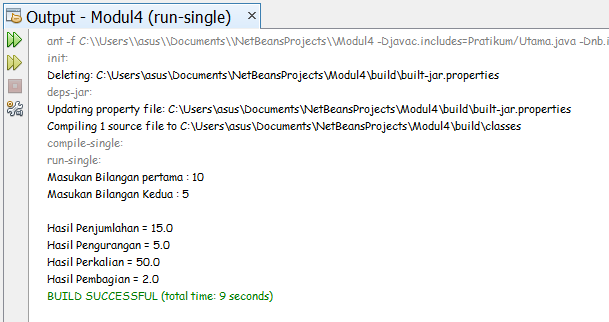 Output - Modul4 (run-single) ×
ant -f C:\\Users\\asus\\Documents\\NetBeansProjects\\Modul4 -Djavac.includes=Pratikum/Utama.java -Dnb.i
init:
Deleting: C:\Users\asus\Documents\NetBeansProjects\Modul4\build\built-jar.properties
deps-jar:
Updating property file: C:\Users\asus\Documents\NetBeansProjects\Modul4\build\built-jar.properties
Compiling 1 source file to C:\Users\asus\Documents\NetBeansProjects\Modul4\build\classes
compile-single:
run-single:
Masukan Bilangan pertama : 10
Masukan Bilangan Kedua : 5
Hasil Penjumlahan = 15.0
Hasil Pengurangan = 5.0
Hasil Perkalian = 50.0
Hasil Pembagian = 2.0
BUILD SUCCESSFUL (total time: 9 seconds)